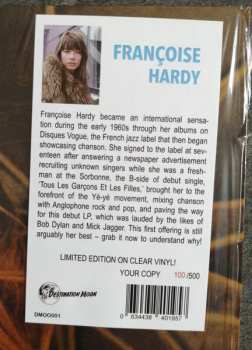 FRANÇOISE
HARDY
Françoise Hardy became an international sensa-
tion during the early 1960s through her albums on
Disques Vogue, the French jazz label that then began
showcasing chanson. She signed to the label at sev-
enteen after answering a newspaper advertisement
recruiting unknown singers while she was a fresh-
man at the Sorbonne, the B-side of debut single,
‘Tous Les Garçons Et Les Filles,’ brought her to the
forefront of the Yé-yé movement, mixing chanson
with Anglophone rock and pop, and paving the way
for this debut LP, which was lauded by the likes of
Bob Dylan and Mick Jagger. This first offering is still
arguably her best – grab it now to understand why!
LIMITED EDITION ON CLEAR VINYL!
YOUR COPY 100/500
DESTINATION MOON
DMOO001
0 634438 401887